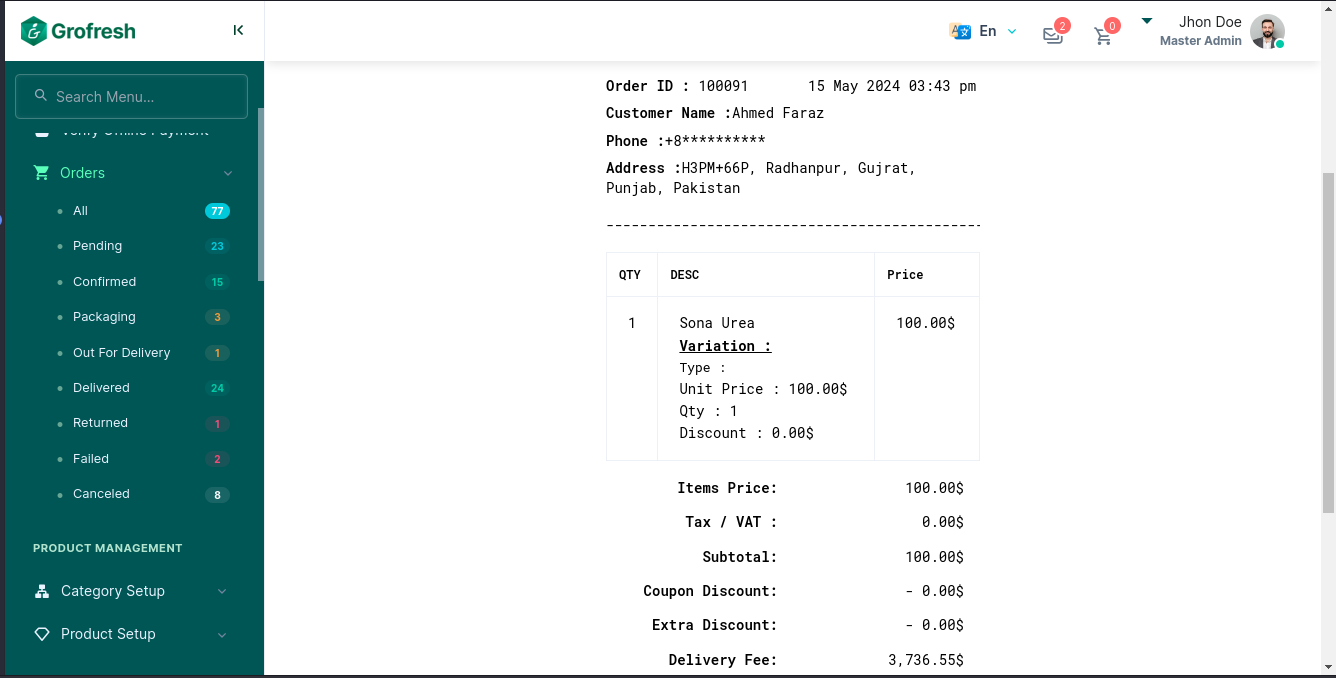 Grofresh
En
2
0
Jhon Doe
Master Admin
Search Menu...
Verify Offline Payment
Orders
All 77
Pending 23
Confirmed 15
Packaging 3
Out For Delivery 1
Delivered 24
Returned 1
Failed 2
Canceled 8
PRODUCT MANAGEMENT
Category Setup
Product Setup
Order ID : 100091 15 May 2024 03:43 pm
Customer Name :Ahmed Faraz
Phone :+8**********
Address :H3PM+66P, Radhanpur, Gujrat,
Punjab, Pakistan
---------------------------------------------
QTY DESC Price
1 Sona Urea 100.00$
Variation :
Type :
Unit Price : 100.00$
Qty : 1
Discount : 0.00$
Items Price: 100.00$
Tax / VAT : 0.00$
Subtotal: 100.00$
Coupon Discount: - 0.00$
Extra Discount: - 0.00$
Delivery Fee: 3,736.55$